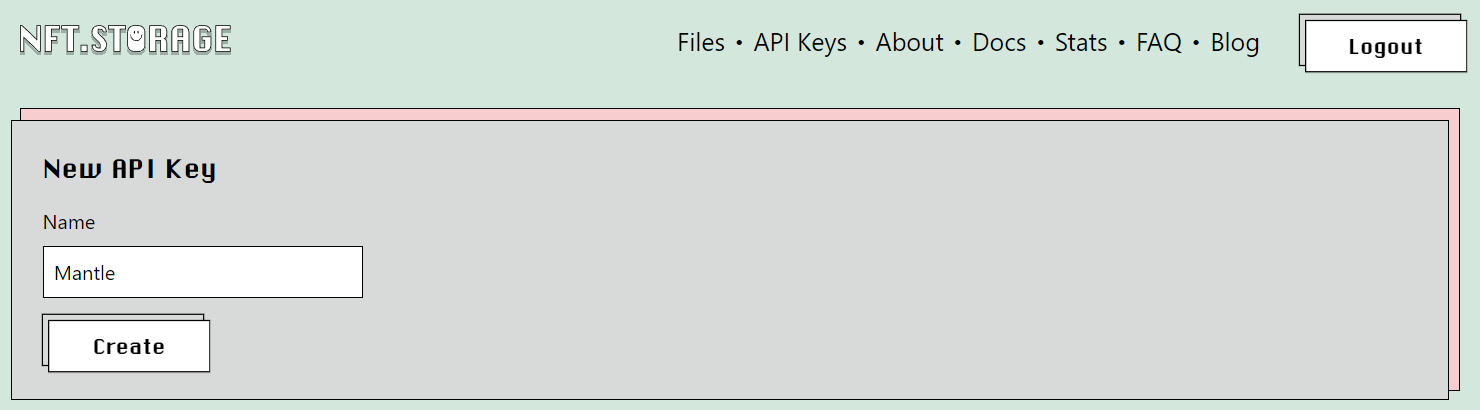 NFT.STORAGE
Files • API Keys • About • Docs • Stats • FAQ • Blog
Logout
New API Key
Name
Mantle
Create